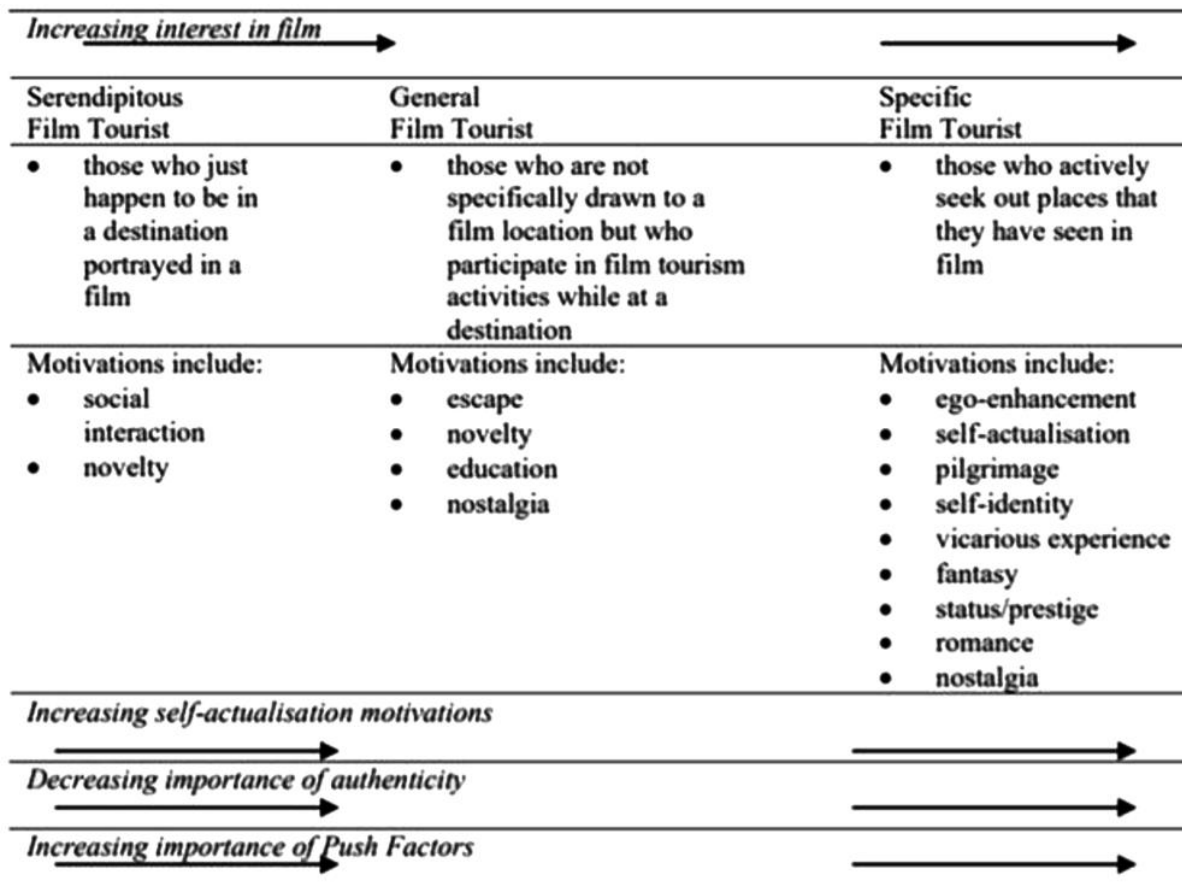 Increasing interest in film
Serendipitous
Film Tourist
General
Film Tourist
Specific
Film Tourist
• those who just
happen to be in
a destination
portrayed in a
film
• those who are not
specifically drawn to a
film location but who
participate in film tourism
activities while at a
destination
• those who actively
seek out places that
they have seen in
film
Motivations include:
• social
interaction
• novelty
Motivations include:
• escape
• novelty
• education
• nostalgia
Motivations include:
• ego-enhancement
• self-actualisation
• pilgrimage
• self-identity
• vicarious experience
• fantasy
• status/prestige
• romance
• nostalgia
Increasing self-actualisation motivations
Decreasing importance of authenticity
Increasing importance of Push Factors